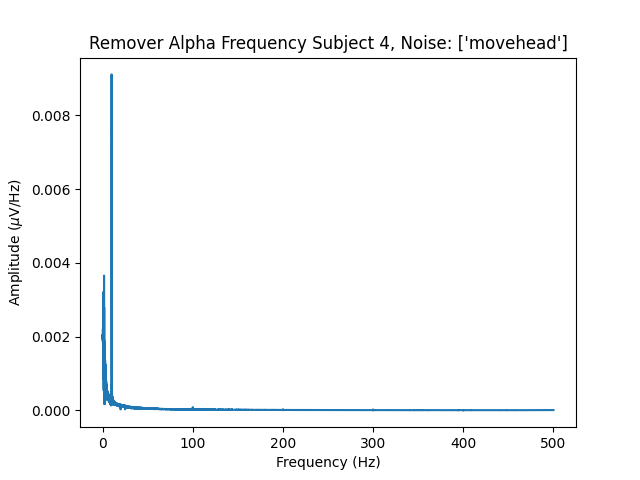 Remover Alpha Frequency Subject 4, Noise: ['movehead']
0.008
0.006
0.004
0.002
0.000
Amplitude (μV/Hz)
0 100 200 300 400 500
Frequency (Hz)